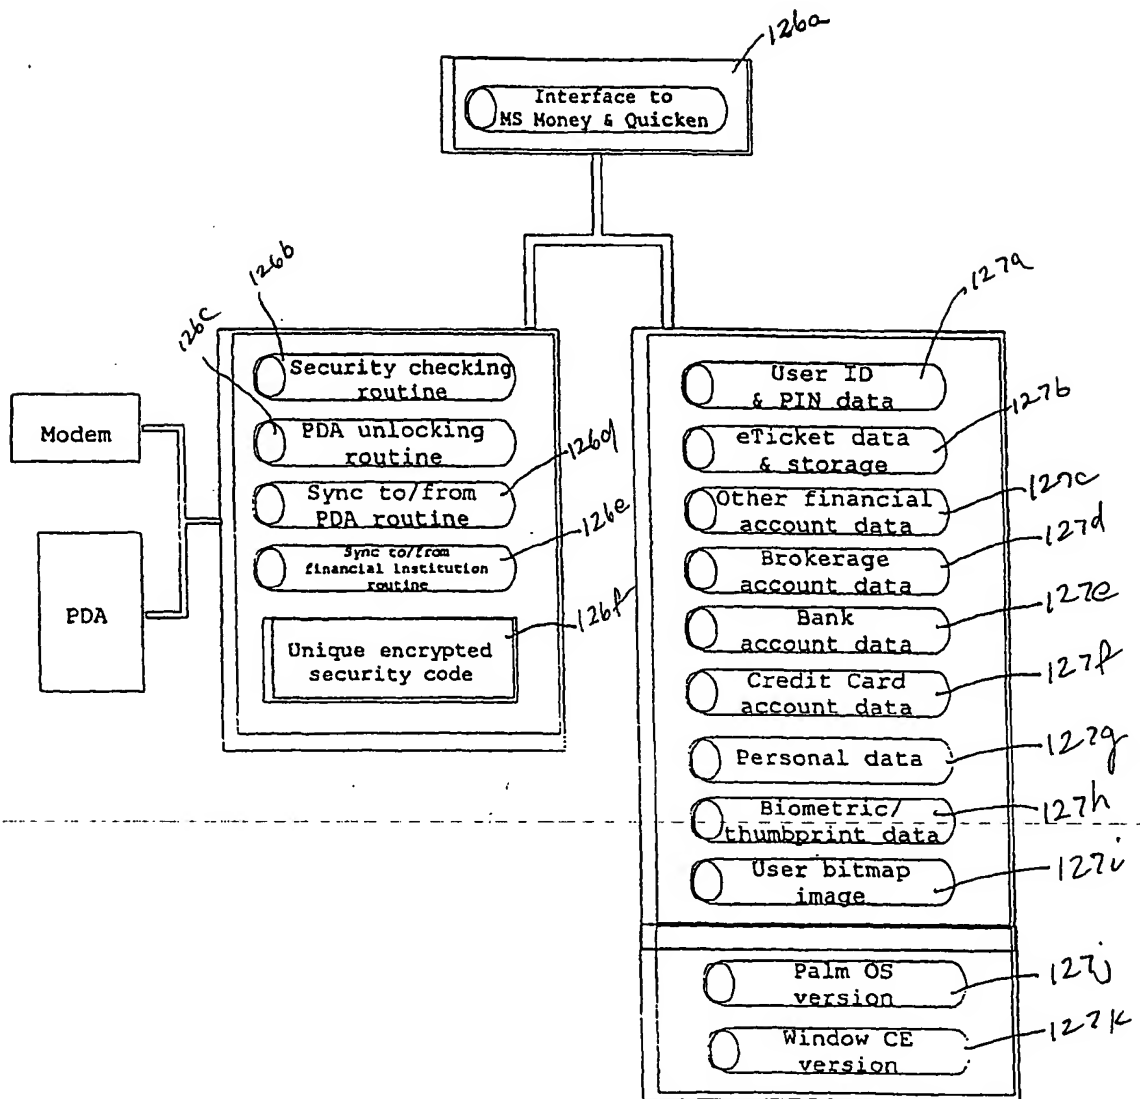 126a
Interface to
MS Money & Quicken
126b
126c
Security checking
routine
PDA unlocking
routine
126d
Sync to/from
PDA routine
126e
Sync to/from
financial institution
routine
126f
Unique encrypted
security code
Modem
PDA
127a
User ID
& PIN data
127b
eTicket data
& storage
127c
Other financial
account data
127d
Brokerage
account data
127e
Bank
account data
127f
Credit Card
account data
127g
Personal data
127h
Biometric/
thumbprint data
127i
User bitmap
image
127j
Palm OS
version
127k
Window CE
version